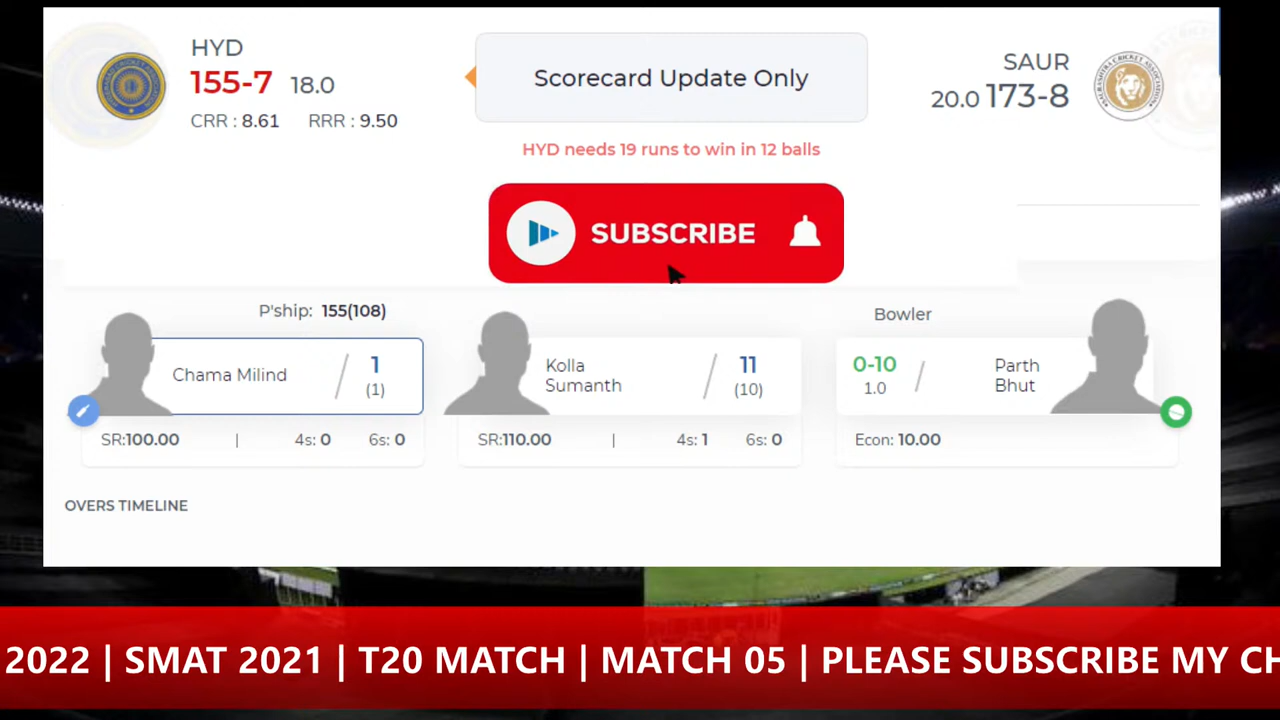 HYD
155-7 18.0
CRR : 8.61 RRR : 9.50
Scorecard Update Only
HYD needs 19 runs to win in 12 balls
SAUR
20.0 173-8
SUBSCRIBE
P'ship: 155(108)
Chama Milind 1 (1)
SR:100.00 | 4s: 0 6s: 0
Kolla Sumanth 11 (10)
SR:110.00 | 4s: 1 6s: 0
Bowler
0-10 1.0 / Parth Bhut
Econ: 10.00
OVERS TIMELINE
2022 | SMAT 2021 | T20 MATCH | MATCH 05 | PLEASE SUBSCRIBE MY CH